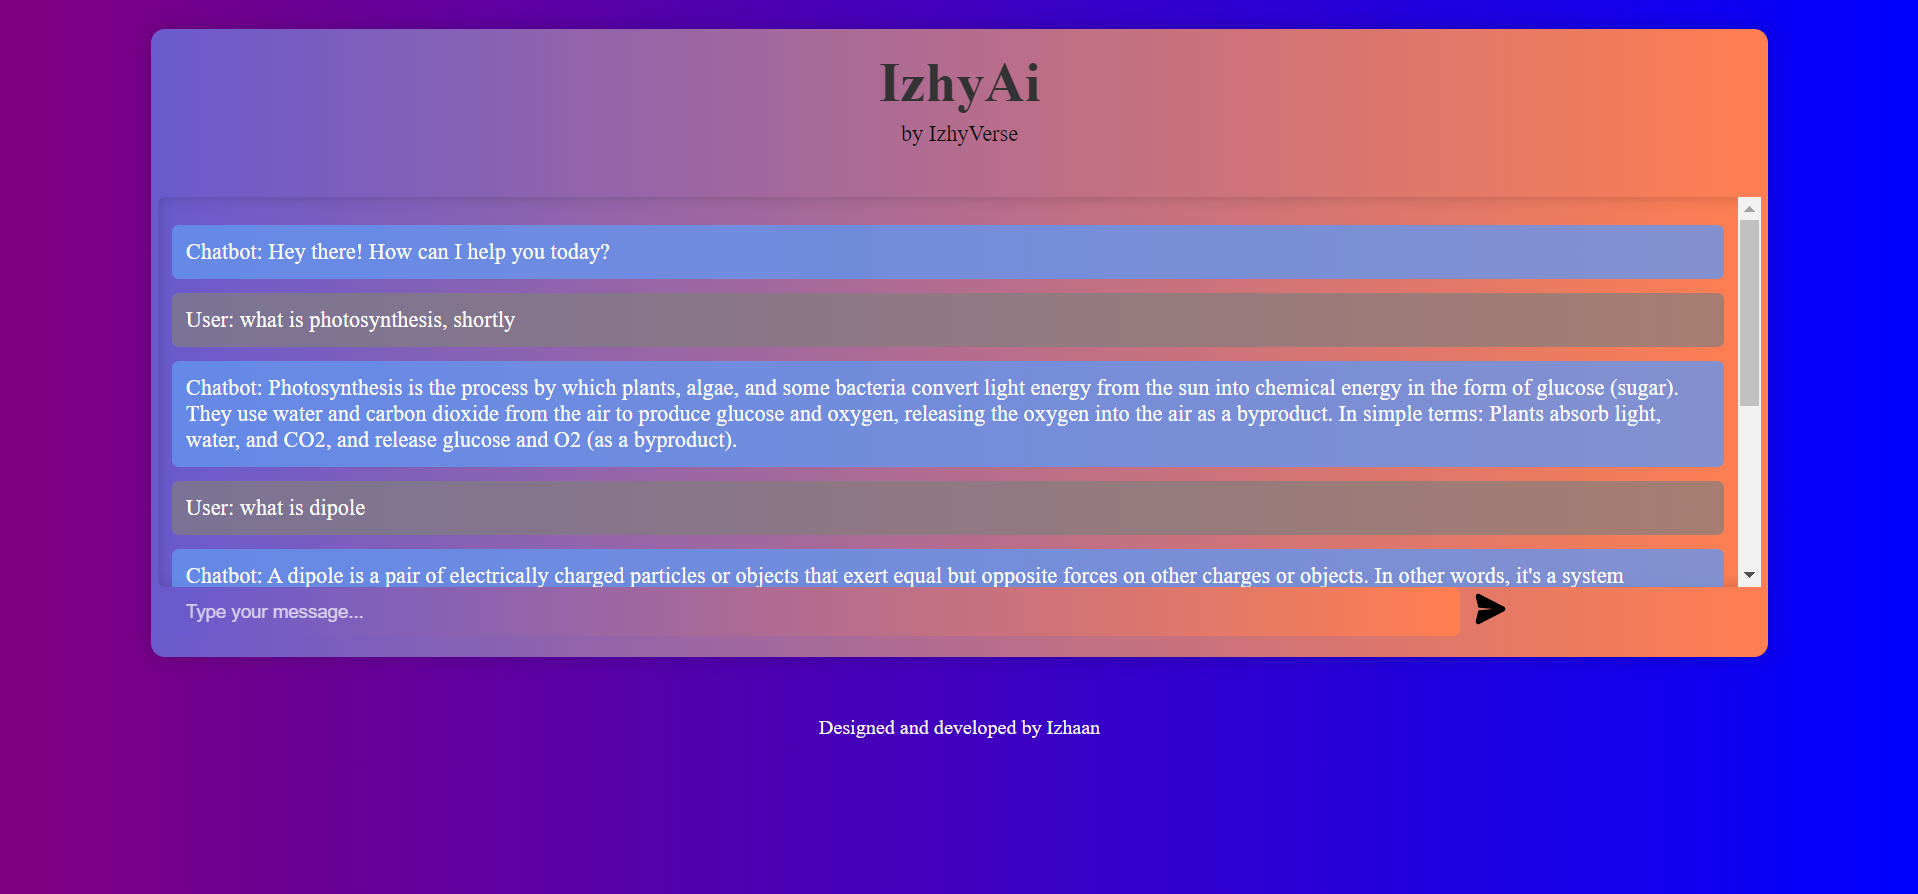 IzhyAi
by IzhyVerse
Chatbot: Hey there! How can I help you today?
User: what is photosynthesis, shortly
Chatbot: Photosynthesis is the process by which plants, algae, and some bacteria convert light energy from the sun into chemical energy in the form of glucose (sugar).
They use water and carbon dioxide from the air to produce glucose and oxygen, releasing the oxygen into the air as a byproduct. In simple terms: Plants absorb light,
water, and CO2, and release glucose and O2 (as a byproduct).
User: what is dipole
Chatbot: A dipole is a pair of electrically charged particles or objects that exert equal but opposite forces on other charges or objects. In other words, it's a system
Type your message...
Designed and developed by Izhaan